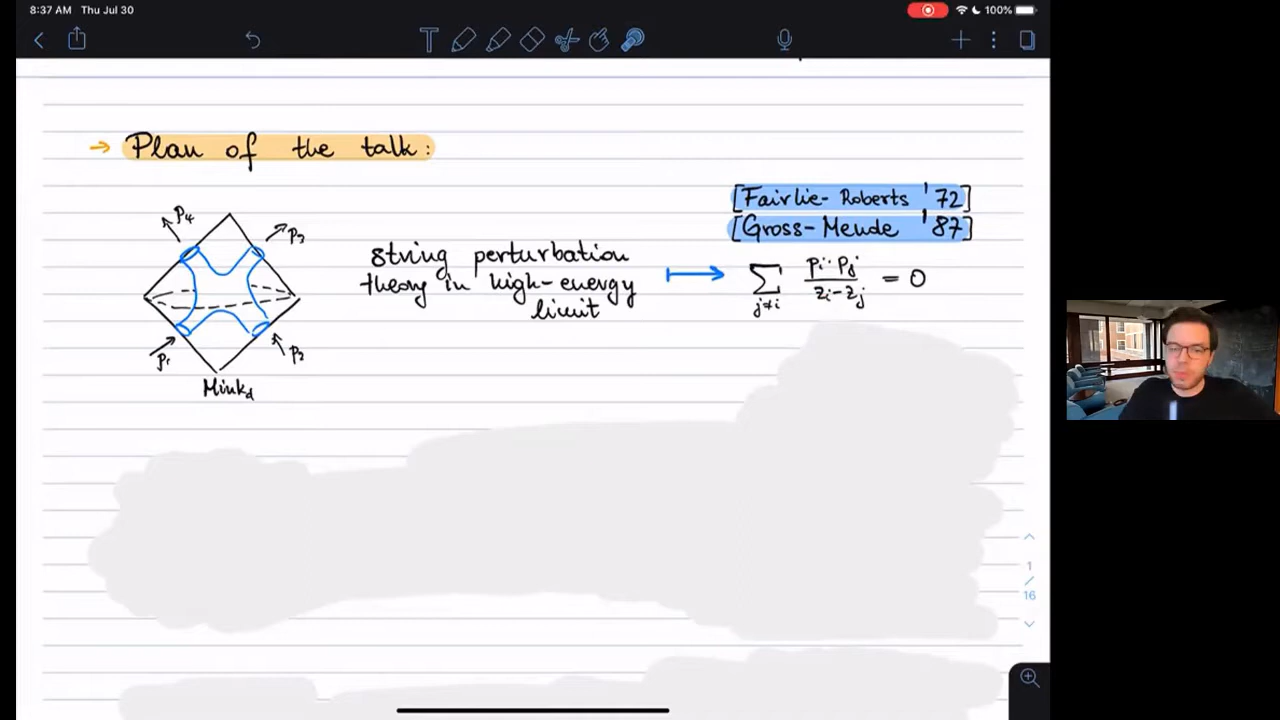 8:37 AM Thu Jul 30
100%
→ Plan of the talk:
[Fairlie-Roberts '72]
[Gross-Mende '87]
p4
p3
string perturbation
theory in high-energy
limit
↦ ∑_{j≠i} (pi·pj)/(zi-zj) = 0
p1
p2
Mink_d
1
/
16